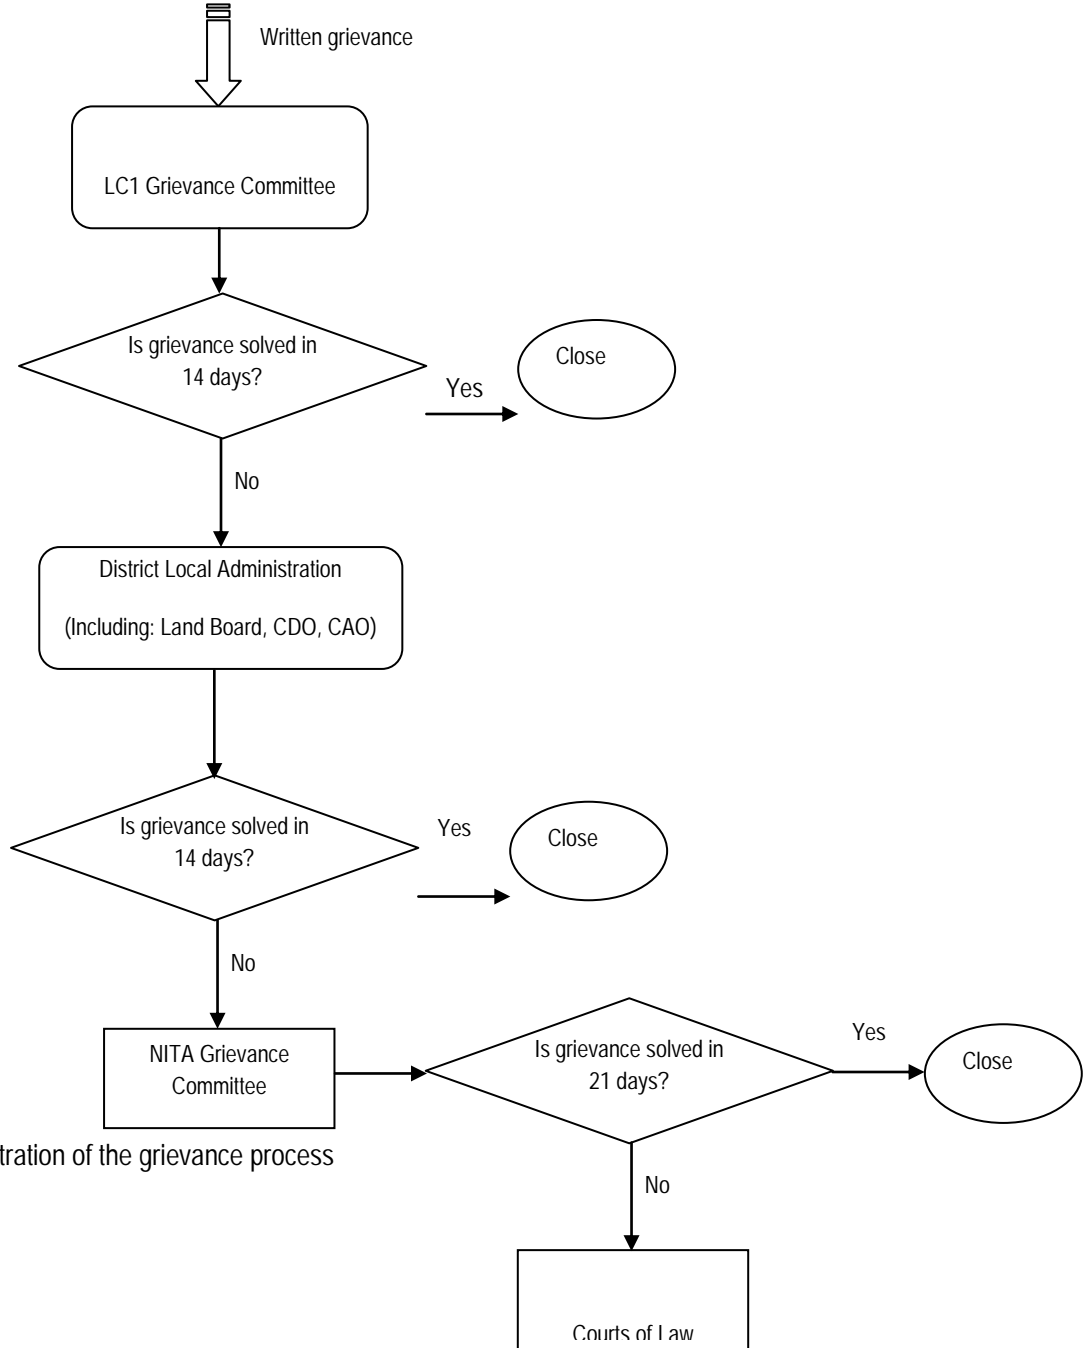 Written grievance
LC1 Grievance Committee
Is grievance solved in
14 days?
Close
Yes
No
District Local Administration
(Including: Land Board, CDO, CAO)
Is grievance solved in
14 days?
Yes
Close
No
NITA Grievance
Committee
Is grievance solved in
21 days?
Yes
Close
tration of the grievance process
No
Courts of Law